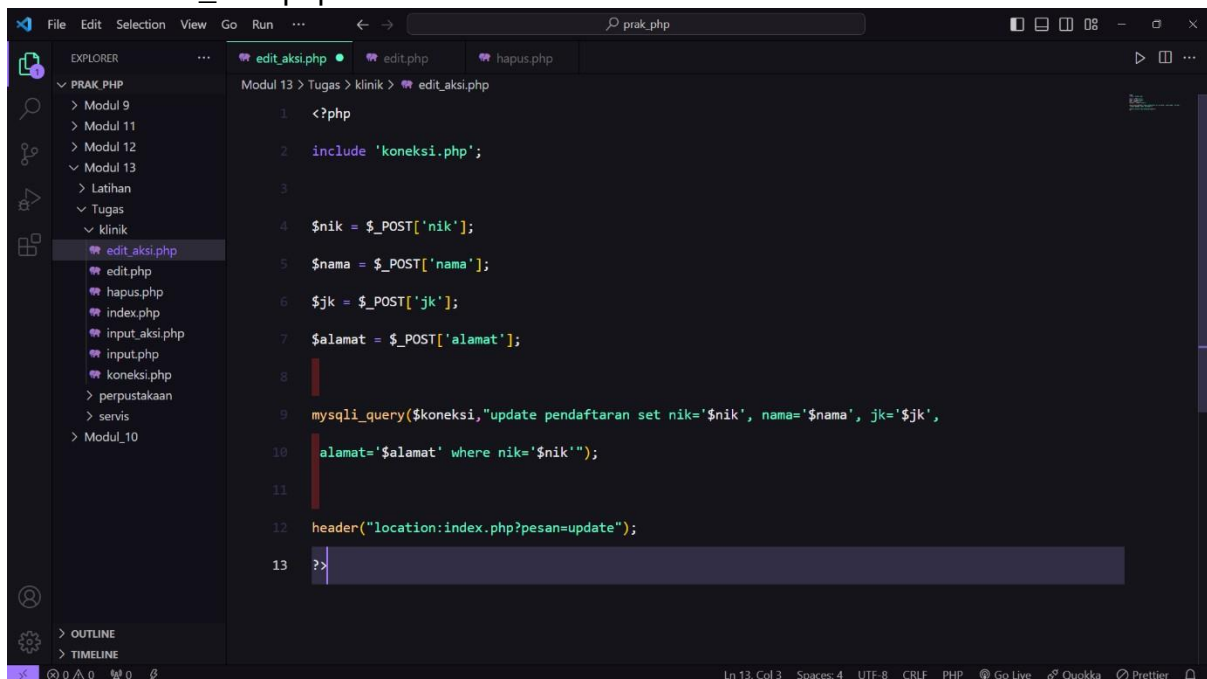 File Edit Selection View Go Run ... prak_php
EXPLORER ...
PRAK_PHP
Modul 9
Modul 11
Modul 12
Modul 13
Latihan
Tugas
klinik
edit_aksi.php
edit.php
hapus.php
index.php
input_aksi.php
input.php
koneksi.php
perpustakaan
servis
Modul_10
OUTLINE
TIMELINE
edit_aksi.php edit.php hapus.php
Modul 13 > Tugas > klinik > edit_aksi.php
1 <?php
2 include 'koneksi.php';
3
4 $nik = $_POST['nik'];
5 $nama = $_POST['nama'];
6 $jk = $_POST['jk'];
7 $alamat = $_POST['alamat'];
8
9 mysqli_query($koneksi,"update pendaftaran set nik='$nik', nama='$nama', jk='$jk',
10 alamat='$alamat' where nik='$nik'");
11
12 header("location:index.php?pesan=update");
13 ?>
0 0 0 Ln 13, Col 3 Spaces: 4 UTF-8 CRLF PHP Go Live Quokka Prettier